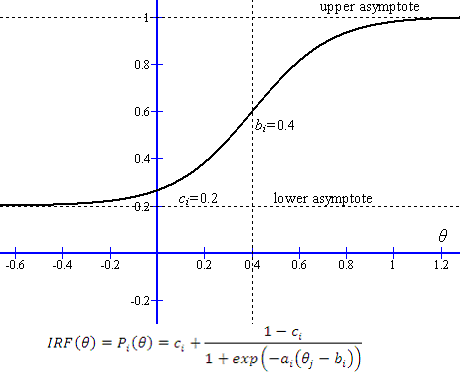 upper asymptote
1
0.8
0.6
b_i=0.4
0.4
c_i=0.2
0.2
lower asymptote
θ
-0.6 -0.4 -0.2 0.2 0.4 0.6 0.8 1 1.2
-0.2
IRF(θ) = P_i(θ) = c_i + \frac{1 − c_i}{1 + exp(−a_i(θ_j − b_i))}